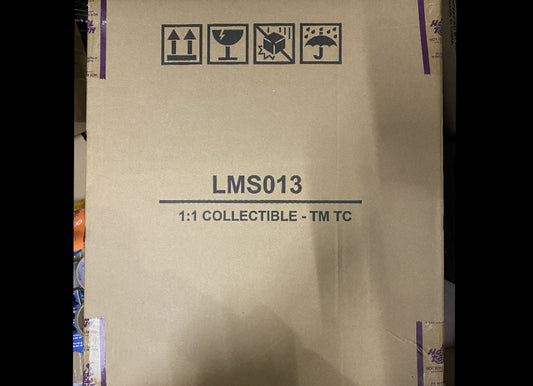 LMS013
1:1 COLLECTIBLE - TM TC